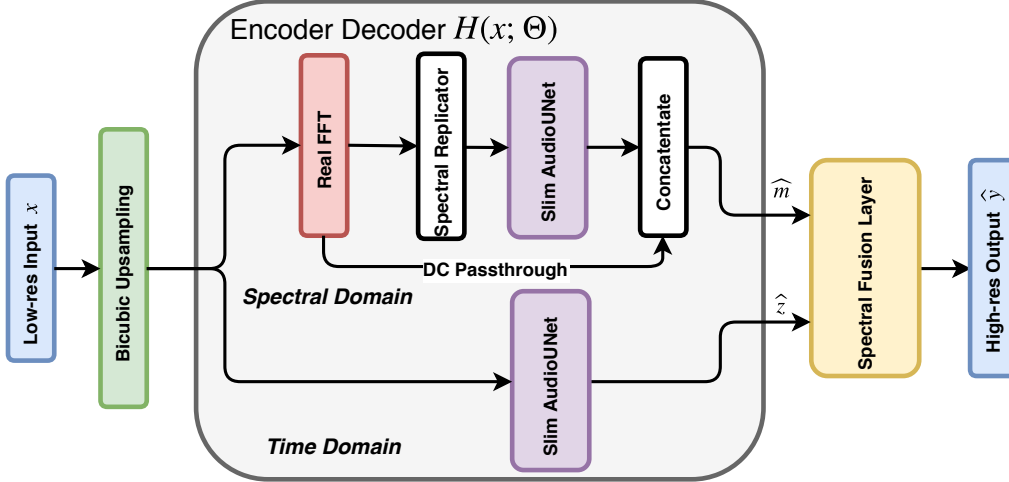 Encoder Decoder H(x; Θ)
Low-res Input x
Bicubic Upsampling
Real FFT
Spectral Replicator
Slim AudioUNet
Concatentate
DC Passthrough
Spectral Domain
Slim AudioUNet
Time Domain
m̂
ẑ
Spectral Fusion Layer
High-res Output ŷ